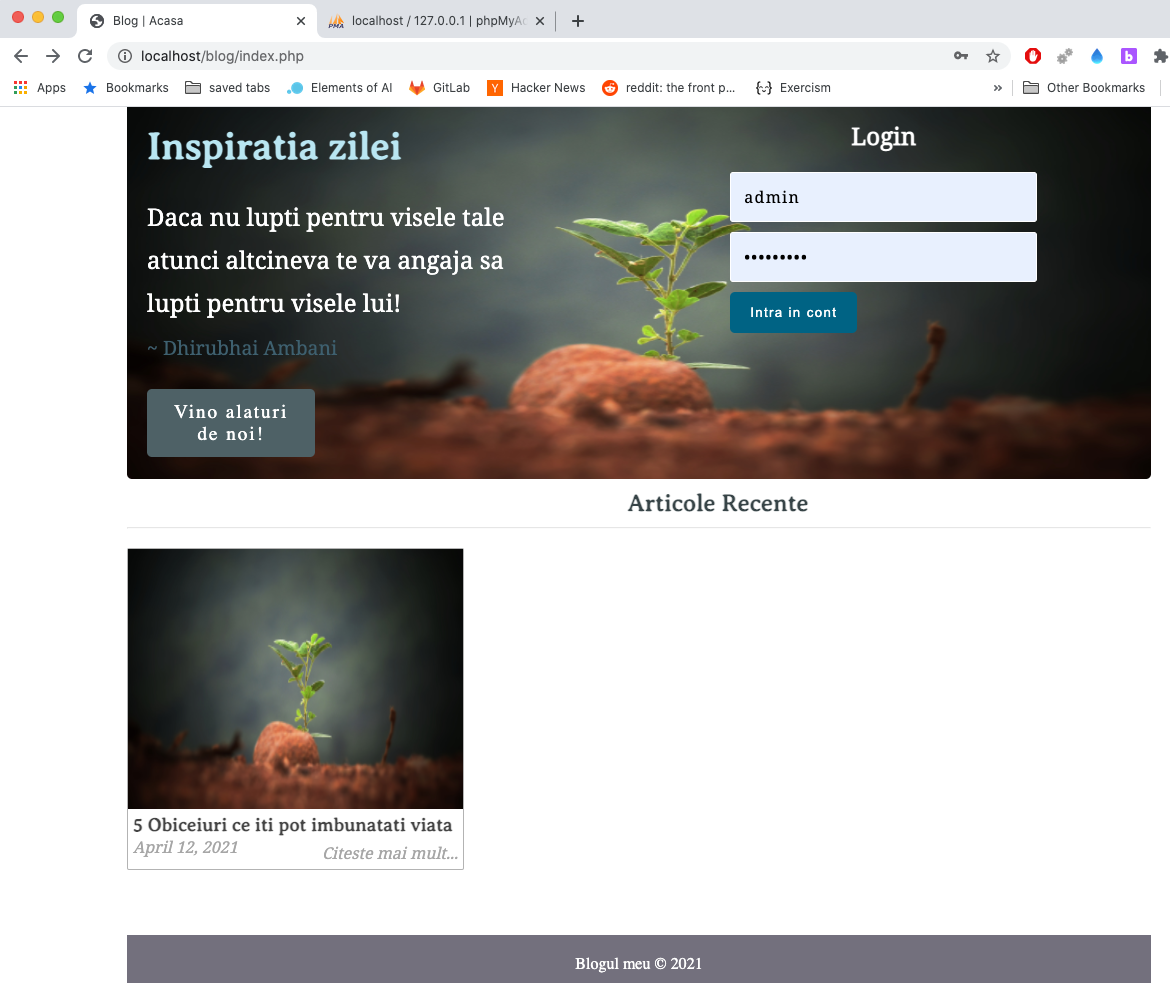 Blog | Acasa
localhost / 127.0.0.1 | phpMyAd
localhost/blog/index.php
Apps
Bookmarks
saved tabs
Elements of AI
GitLab
Y
Hacker News
reddit: the front p...
{··}
Exercism
»
Other Bookmarks
b
PMA
Inspiratia zilei
Daca nu lupti pentru visele tale
atunci altcineva te va angaja sa
lupti pentru visele lui!
~ Dhirubhai Ambani
Vino alaturi
de noi!
Login
admin
•••••••••
Intra in cont
Articole Recente
5 Obiceiuri ce iti pot imbunatati viata
April 12, 2021
Citeste mai mult...
Blogul meu © 2021